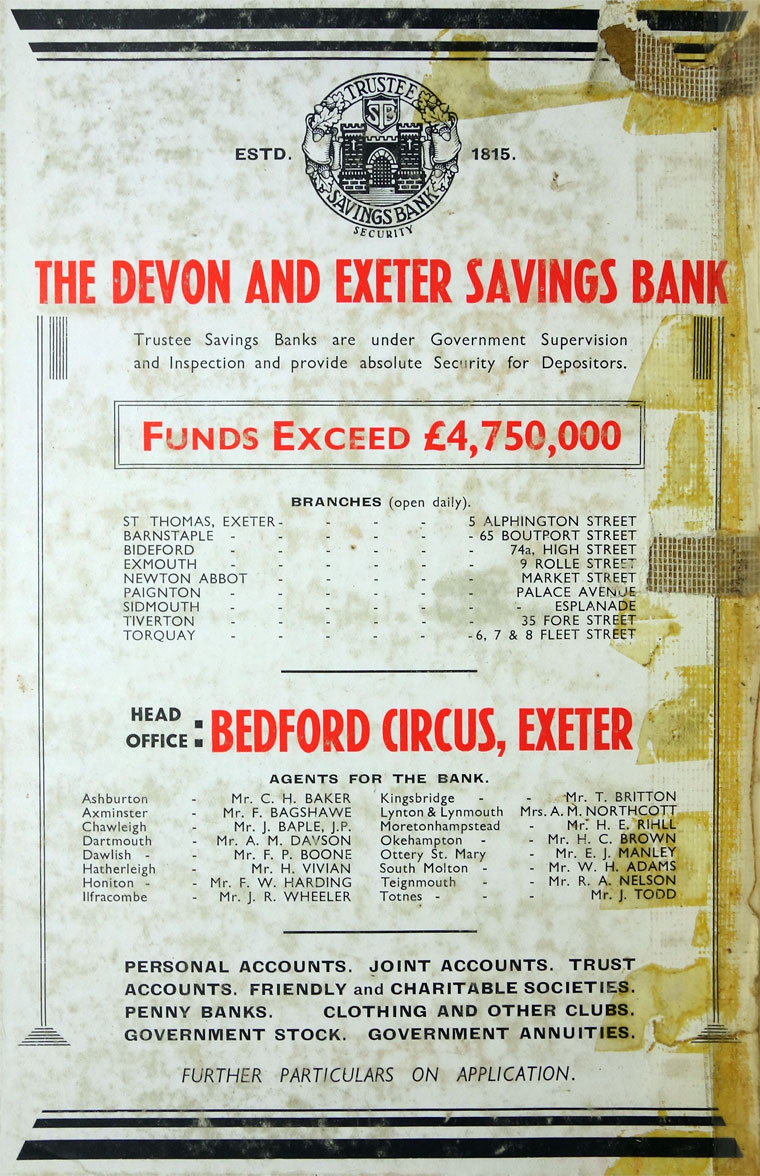 TRUSTEE
STB
ESTD. 1815.
SAVINGS BANK
SECURITY
THE DEVON AND EXETER SAVINGS BANK
Trustee Savings Banks are under Government Supervision
and Inspection and provide absolute Security for Depositors.
FUNDS EXCEED £4,750,000
BRANCHES (open daily).
ST THOMAS, EXETER - - - - - 5 ALPHINGTON STREET
BARNSTAPLE - - - - - - 65 BOUTPORT STREET
BIDEFORD - - - - - 74a, HIGH STREET
EXMOUTH - - - - - 9 ROLLE STREET
NEWTON ABBOT - - - - - MARKET STREET
PAIGNTON - - - - - PALACE AVENUE
SIDMOUTH - - - - - - - ESPLANADE
TIVERTON - - - - - 35 FORE STREET
TORQUAY - - - - - - 6, 7 & 8 FLEET STREET
HEAD OFFICE : BEDFORD CIRCUS, EXETER
AGENTS FOR THE BANK.
Ashburton - Mr. C. H. BAKER
Axminster - Mr. F. BAGSHAWE
Chawleigh - Mr. J. BAPLE, J.P.
Dartmouth - Mr. A. M. DAVSON
Dawlish - - Mr. F. P. BOONE
Hatherleigh - Mr. H. VIVIAN
Honiton - - Mr. F. W. HARDING
Ilfracombe - Mr. J. R. WHEELER
Kingsbridge - - Mr. T. BRITTON
Lynton & Lynmouth Mrs. A. M. NORTHCOTT
Moretonhampstead - Mr. H. E. RIHLL
Okehampton - - Mr. H. C. BROWN
Ottery St. Mary - Mr. E. J. MANLEY
South Molton - - Mr. W. H. ADAMS
Teignmouth - - Mr. R. A. NELSON
Totnes - - - Mr. J. TODD
PERSONAL ACCOUNTS. JOINT ACCOUNTS. TRUST
ACCOUNTS. FRIENDLY and CHARITABLE SOCIETIES.
PENNY BANKS. CLOTHING AND OTHER CLUBS.
GOVERNMENT STOCK. GOVERNMENT ANNUITIES.
FURTHER PARTICULARS ON APPLICATION.